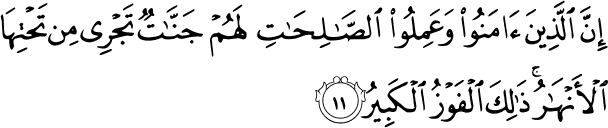 إِنَّ ٱلَّذِينَ ءَامَنُوا۟ وَعَمِلُوا۟ ٱلصَّـٰلِحَـٰتِ لَهُمْ جَنَّـٰتٌ تَجْرِى مِن تَحْتِهَا
ٱلْأَنْهَـٰرُ ۚ ذَٰلِكَ ٱلْفَوْزُ ٱلْكَبِيرُ ١١